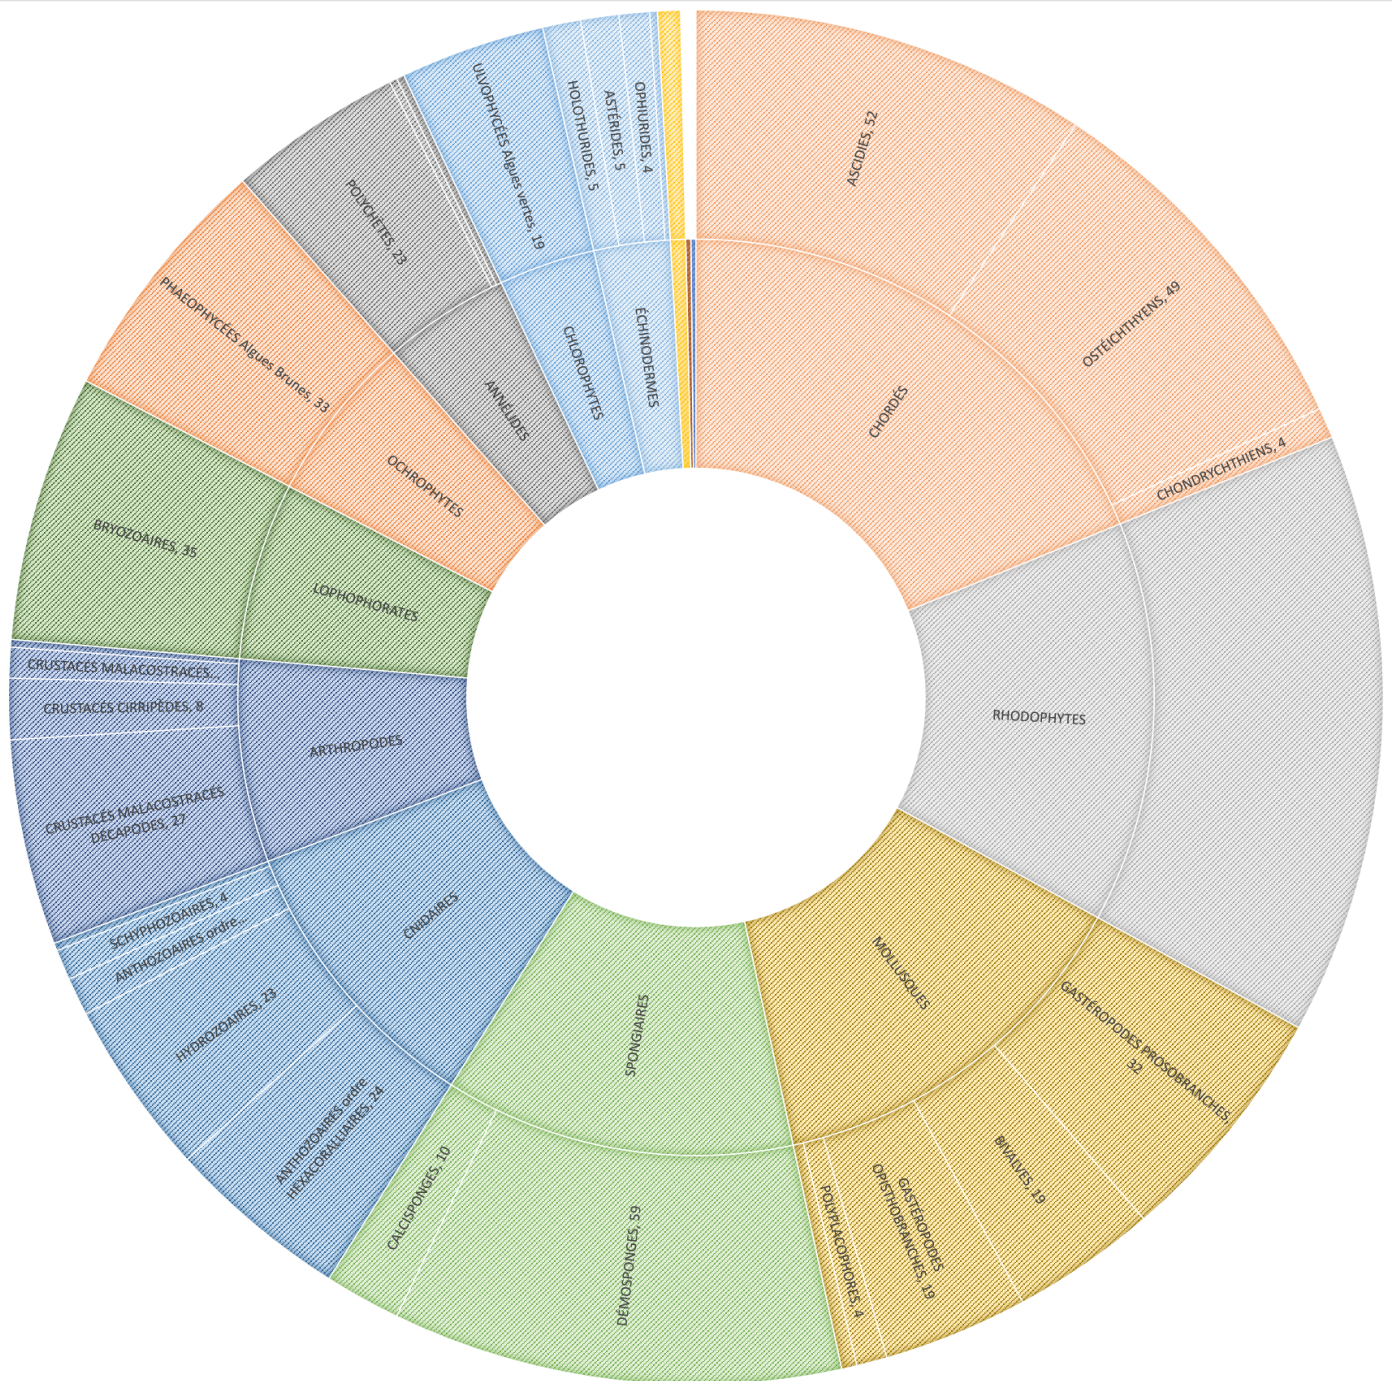 CHORDÉS
ASCIDIES, 52
OSTÉICHTHYENS, 49
CHONDRYCHTHIENS, 4
RHODOPHYTES
MOLLUSQUES
GASTÉROPODES PROSOBRANCHES,
32
BIVALVES, 19
GASTÉROPODES
OPISTHOBRANCHES, 19
POLYPLACOPHORES, 4
SPONGIAIRES
DÉMOSPONGES, 59
CALCISPONGES, 10
CNIDAIRES
ANTHOZOAIRES ordre
HEXACORALLIAIRES, 24
HYDROZOAIRES, 23
ANTHOZOAIRES ordre...
SCHYPHOZOAIRES, 4
ARTHROPODES
CRUSTACÉS MALACOSTRACÉS
DÉCAPODES, 27
CRUSTACÉS CIRRIPÈDES, 8
CRUSTACÉS MALACOSTRACÉS...
LOPHOPHORATES
BRYOZOAIRES, 35
OCHROPHYTES
PHAEOPHYCÉES Algues Brunes, 33
ANNÉLIDES
POLYCHÈTES, 23
CHLOROPHYTES
ULVOPHYCÉES Algues vertes, 19
ÉCHINODERMES
HOLOTHURIDES, 5
ASTÉRIDES, 5
OPHIURIDES, 4